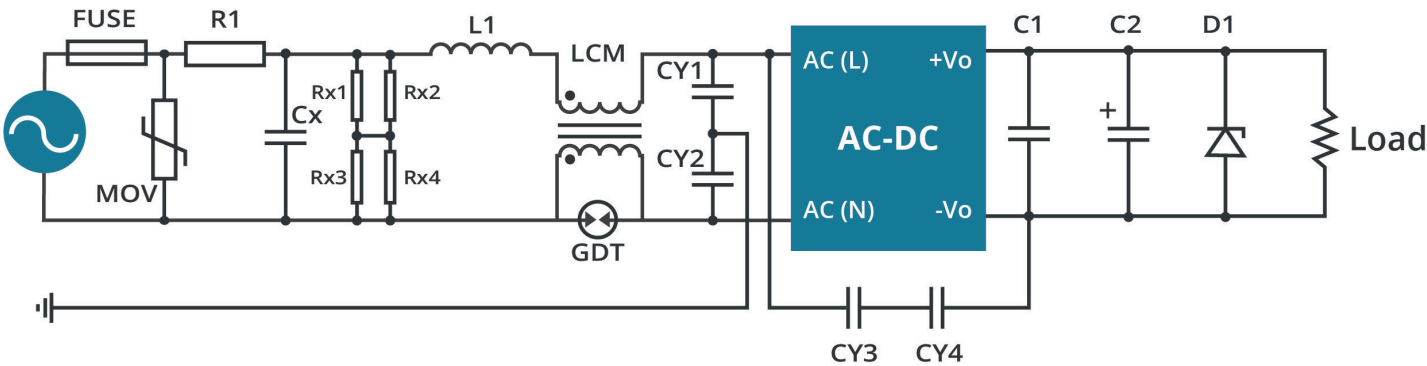 FUSE R1 L1 LCM C1 C2 D1
CY1 AC (L) +Vo
Rx1 Rx2
Cx +
AC-DC Load
CY2
Rx3 Rx4
MOV
AC (N) -Vo
GDT
CY3 CY4